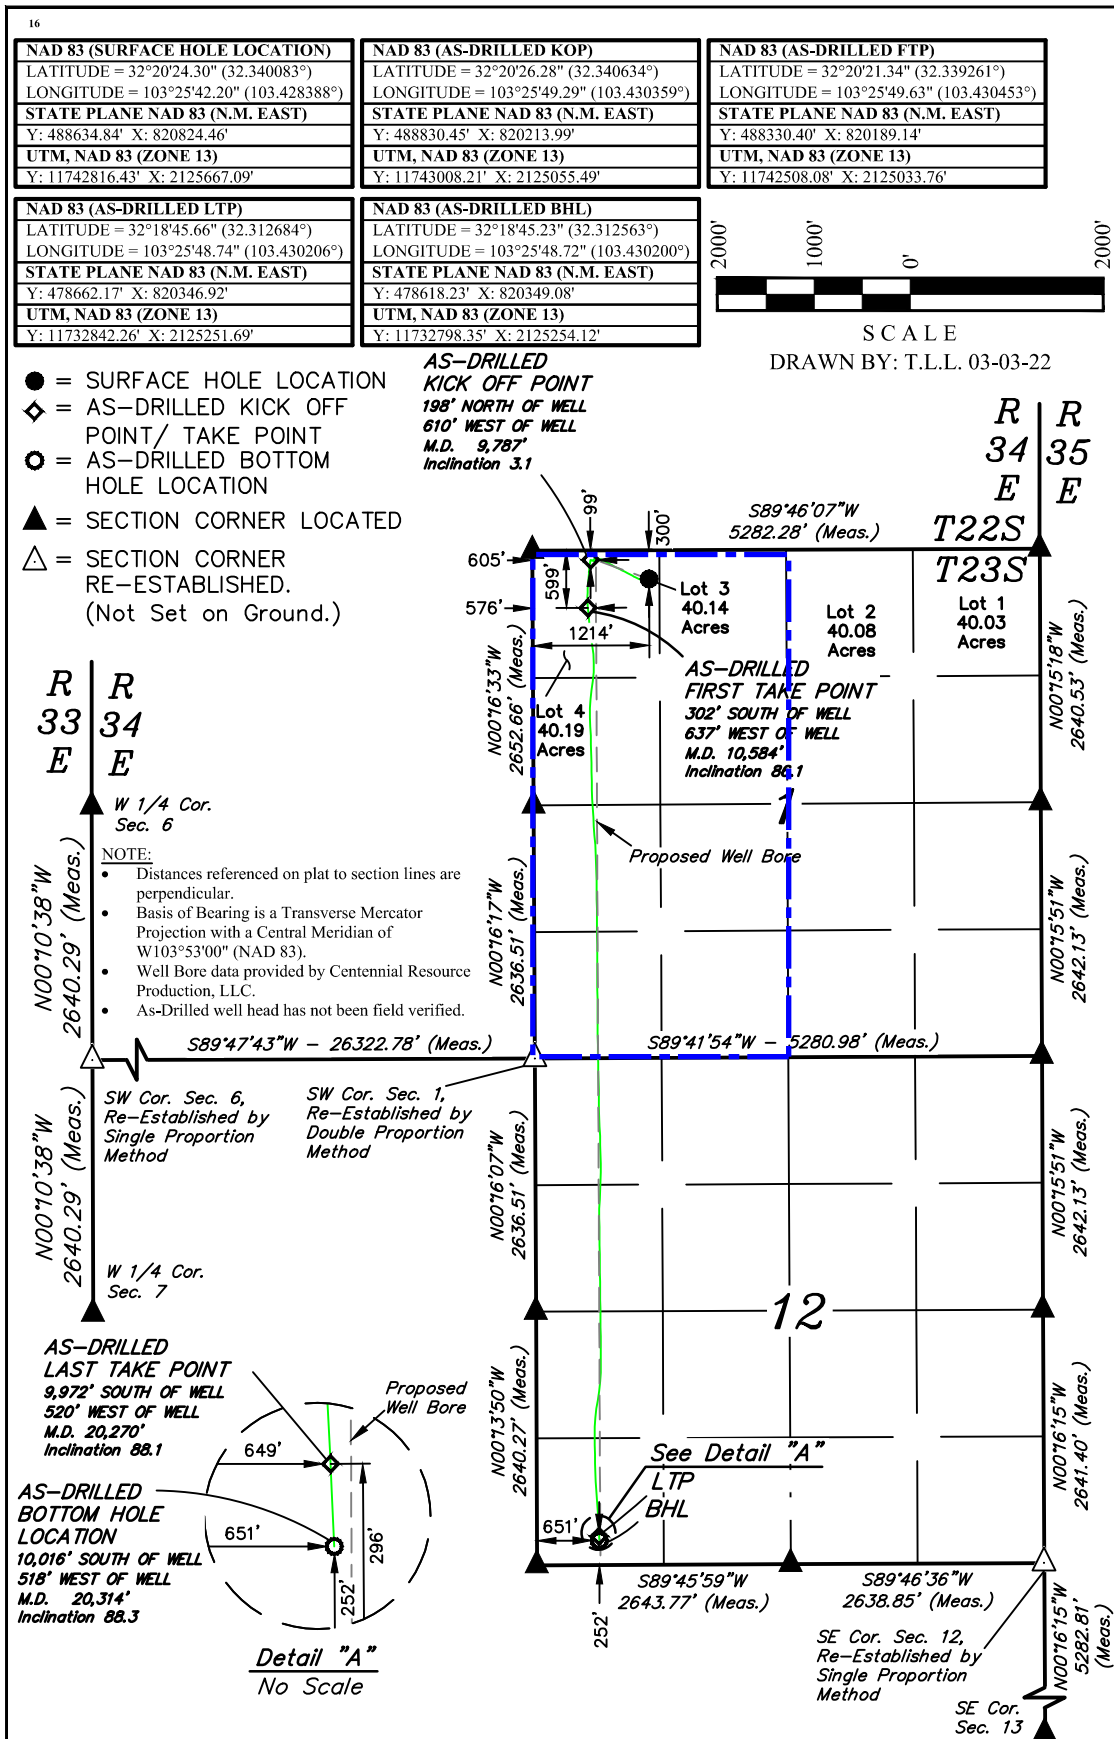 16
NAD 83 (SURFACE HOLE LOCATION)
LATITUDE = 32°20'24.30" (32.340083°)
LONGITUDE = 103°25'42.20" (103.428388°)
STATE PLANE NAD 83 (N.M. EAST)
Y: 488634.84' X: 820824.46'
UTM, NAD 83 (ZONE 13)
Y: 11742816.43' X: 2125667.09'
NAD 83 (AS-DRILLED KOP)
LATITUDE = 32°20'26.28" (32.340634°)
LONGITUDE = 103°25'49.29" (103.430359°)
STATE PLANE NAD 83 (N.M. EAST)
Y: 488830.45' X: 820213.99'
UTM, NAD 83 (ZONE 13)
Y: 11743008.21' X: 2125055.49'
NAD 83 (AS-DRILLED FTP)
LATITUDE = 32°20'21.34" (32.339261°)
LONGITUDE = 103°25'49.63" (103.430453°)
STATE PLANE NAD 83 (N.M. EAST)
Y: 488330.40' X: 820189.14'
UTM, NAD 83 (ZONE 13)
Y: 11742508.08' X: 2125033.76'
NAD 83 (AS-DRILLED LTP)
LATITUDE = 32°18'45.66" (32.312684°)
LONGITUDE = 103°25'48.74" (103.430206°)
STATE PLANE NAD 83 (N.M. EAST)
Y: 478662.17' X: 820346.92'
UTM, NAD 83 (ZONE 13)
Y: 11732842.26' X: 2125251.69'
NAD 83 (AS-DRILLED BHL)
LATITUDE = 32°18'45.23" (32.312563°)
LONGITUDE = 103°25'48.72" (103.430200°)
STATE PLANE NAD 83 (N.M. EAST)
Y: 478618.23' X: 820349.08'
UTM, NAD 83 (ZONE 13)
Y: 11732798.35' X: 2125254.12'
2000'
1000'
0'
2000'
SCALE
DRAWN BY: T.L.L. 03-03-22
= SURFACE HOLE LOCATION
= AS-DRILLED KICK OFF
POINT/ TAKE POINT
= AS-DRILLED BOTTOM
HOLE LOCATION
= SECTION CORNER LOCATED
= SECTION CORNER
RE-ESTABLISHED.
(Not Set on Ground.)
AS-DRILLED
KICK OFF POINT
198' NORTH OF WELL
610' WEST OF WELL
M.D. 9,787'
Inclination 3.1
R R
34 35
E E
T22S
T23S
S89°46'07"W
5282.28' (Meas.)
99'
300'
605'
599'
576'
1214'
Lot 3
40.14
Acres
Lot 2
40.08
Acres
Lot 1
40.03
Acres
Lot 4
40.19
Acres
AS-DRILLED
FIRST TAKE POINT
302' SOUTH OF WELL
637' WEST OF WELL
M.D. 10,584'
Inclination 86.1
N00°16'33"W
2652.66' (Meas.)
N00°15'18"W
2640.53' (Meas.)
R R
33 34
E E
W 1/4 Cor.
Sec. 6
1
Proposed Well Bore
NOTE:
• Distances referenced on plat to section lines are
perpendicular.
• Basis of Bearing is a Transverse Mercator
Projection with a Central Meridian of
W103°53'00" (NAD 83).
• Well Bore data provided by Centennial Resource
Production, LLC.
• As-Drilled well head has not been field verified.
N00°10'38"W
2640.29' (Meas.)
N00°16'17"W
2636.51' (Meas.)
N00°15'51"W
2642.13' (Meas.)
S89°47'43"W – 26322.78' (Meas.)
S89°41'54"W – 5280.98' (Meas.)
SW Cor. Sec. 6,
Re-Established by
Single Proportion
Method
SW Cor. Sec. 1,
Re-Established by
Double Proportion
Method
N00°10'38"W
2640.29' (Meas.)
N00°16'07"W
2636.51' (Meas.)
N00°15'51"W
2642.13' (Meas.)
W 1/4 Cor.
Sec. 7
12
AS-DRILLED
LAST TAKE POINT
9,972' SOUTH OF WELL
520' WEST OF WELL
M.D. 20,270'
Inclination 88.1
Proposed
Well Bore
649'
AS-DRILLED
BOTTOM HOLE
LOCATION
10,016' SOUTH OF WELL
518' WEST OF WELL
M.D. 20,314'
Inclination 88.3
651'
296'
252'
Detail "A"
No Scale
N00°13'50"W
2640.27' (Meas.)
N00°16'15"W
2641.40' (Meas.)
See Detail "A"
LTP
BHL
651'
252'
S89°45'59"W
2643.77' (Meas.)
S89°46'36"W
2638.85' (Meas.)
SE Cor. Sec. 12,
Re-Established by
Single Proportion
Method
N00°16'15"W
5282.81'
(Meas.)
SE Cor.
Sec. 13